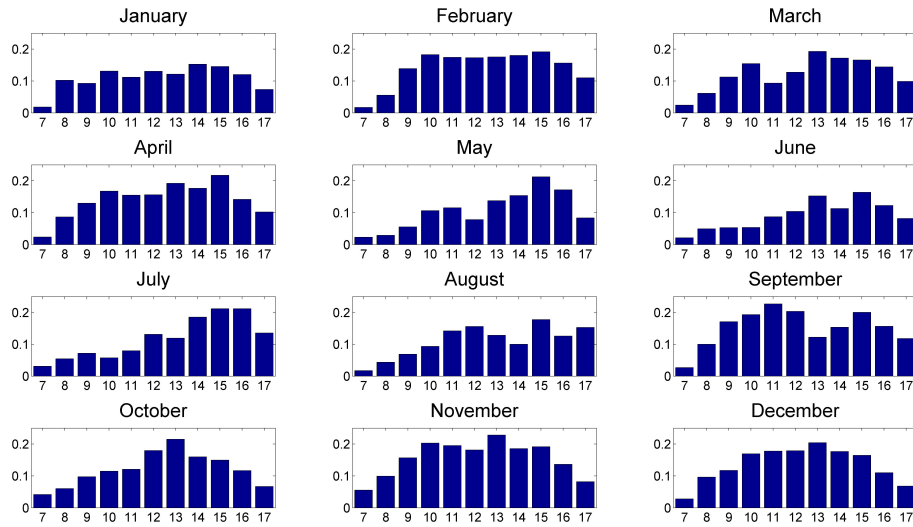 January February March
0.2 0.1 0 7 8 9 10 11 12 13 14 15 16 17
0.2 0.1 0 7 8 9 10 11 12 13 14 15 16 17
0.2 0.1 0 7 8 9 10 11 12 13 14 15 16 17
April May June
0.2 0.1 0 7 8 9 10 11 12 13 14 15 16 17
0.2 0.1 0 7 8 9 10 11 12 13 14 15 16 17
0.2 0.1 0 7 8 9 10 11 12 13 14 15 16 17
July August September
0.2 0.1 0 7 8 9 10 11 12 13 14 15 16 17
0.2 0.1 0 7 8 9 10 11 12 13 14 15 16 17
0.2 0.1 0 7 8 9 10 11 12 13 14 15 16 17
October November December
0.2 0.1 0 7 8 9 10 11 12 13 14 15 16 17
0.2 0.1 0 7 8 9 10 11 12 13 14 15 16 17
0.2 0.1 0 7 8 9 10 11 12 13 14 15 16 17